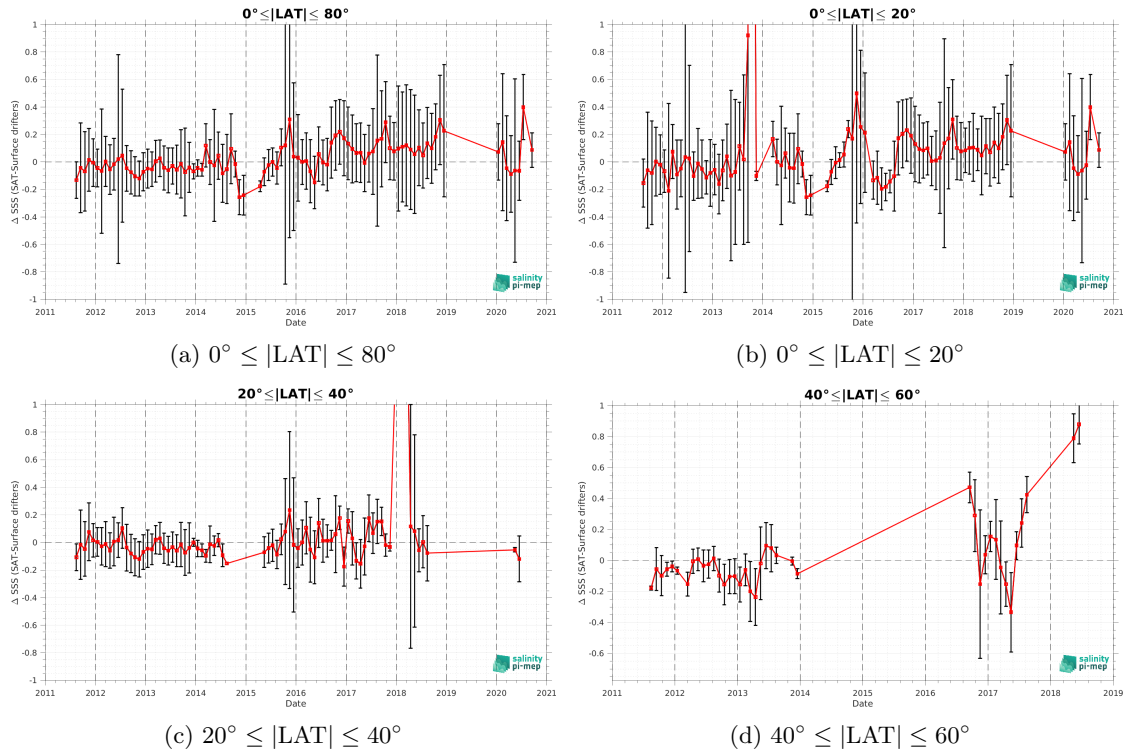 0°≤|LAT|≤ 80°
Δ SSS (SAT-Surface drifters)
1
0.8
0.6
0.4
0.2
0
-0.2
-0.4
-0.6
-0.8
-1
2011 2012 2013 2014 2015 2016 2017 2018 2019 2020 2021
Date
salinity
pi-mep
(a) 0° ≤ |LAT| ≤ 80°
0°≤|LAT|≤ 20°
Δ SSS (SAT-Surface drifters)
1
0.8
0.6
0.4
0.2
0
-0.2
-0.4
-0.6
-0.8
-1
2011 2012 2013 2014 2015 2016 2017 2018 2019 2020 2021
Date
salinity
pi-mep
(b) 0° ≤ |LAT| ≤ 20°
20°≤|LAT|≤ 40°
Δ SSS (SAT-Surface drifters)
1
0.8
0.6
0.4
0.2
0
-0.2
-0.4
-0.6
-0.8
-1
2011 2012 2013 2014 2015 2016 2017 2018 2019 2020 2021
Date
salinity
pi-mep
(c) 20° ≤ |LAT| ≤ 40°
40°≤|LAT|≤ 60°
Δ SSS (SAT-Surface drifters)
1
0.8
0.6
0.4
0.2
0
-0.2
-0.4
-0.6
2011 2012 2013 2014 2015 2016 2017 2018 2019
Date
salinity
pi-mep
(d) 40° ≤ |LAT| ≤ 60°